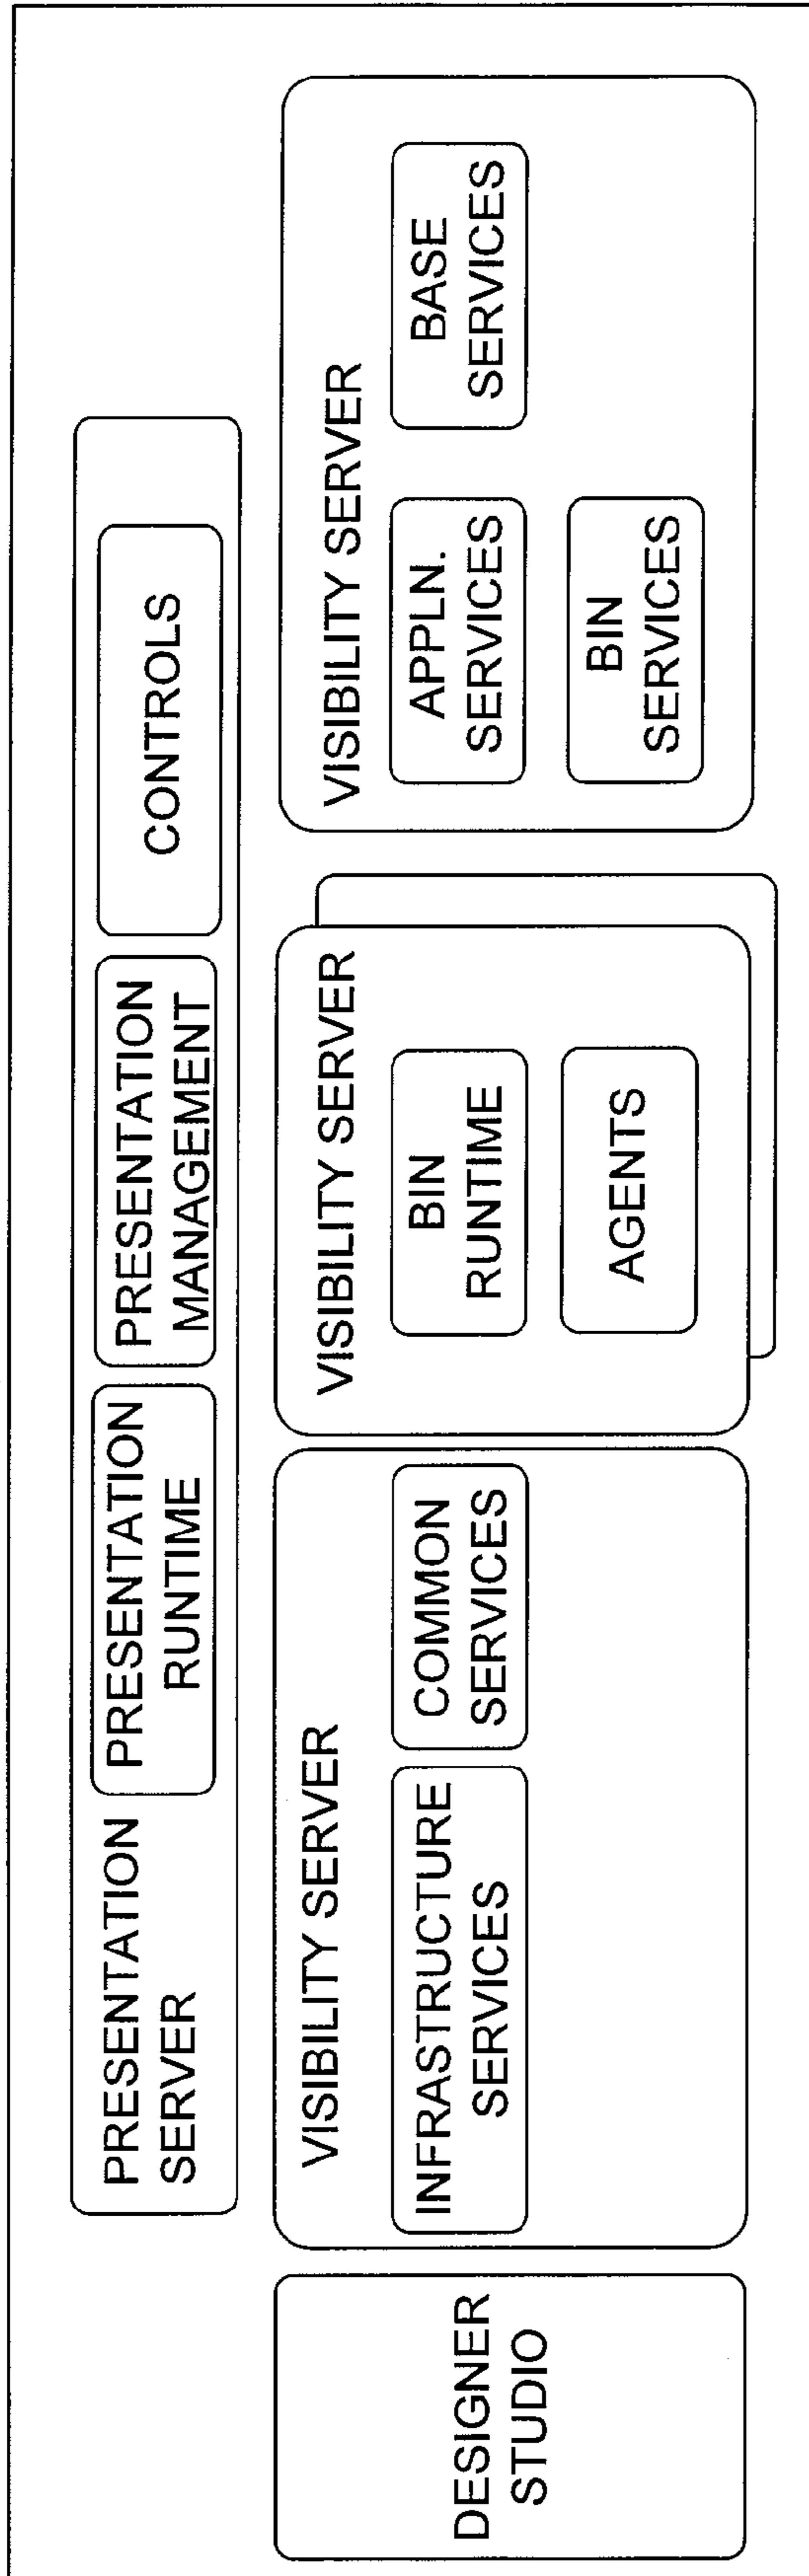 PRESENTATION
SERVER
PRESENTATION
RUNTIME
PRESENTATION
MANAGEMENT
CONTROLS
DESIGNER
STUDIO
VISIBILITY SERVER
INFRASTRUCTURE
SERVICES
COMMON
SERVICES
VISIBILITY SERVER
BIN
RUNTIME
AGENTS
VISIBILITY SERVER
APPLN.
SERVICES
BASE
SERVICES
BIN
SERVICES